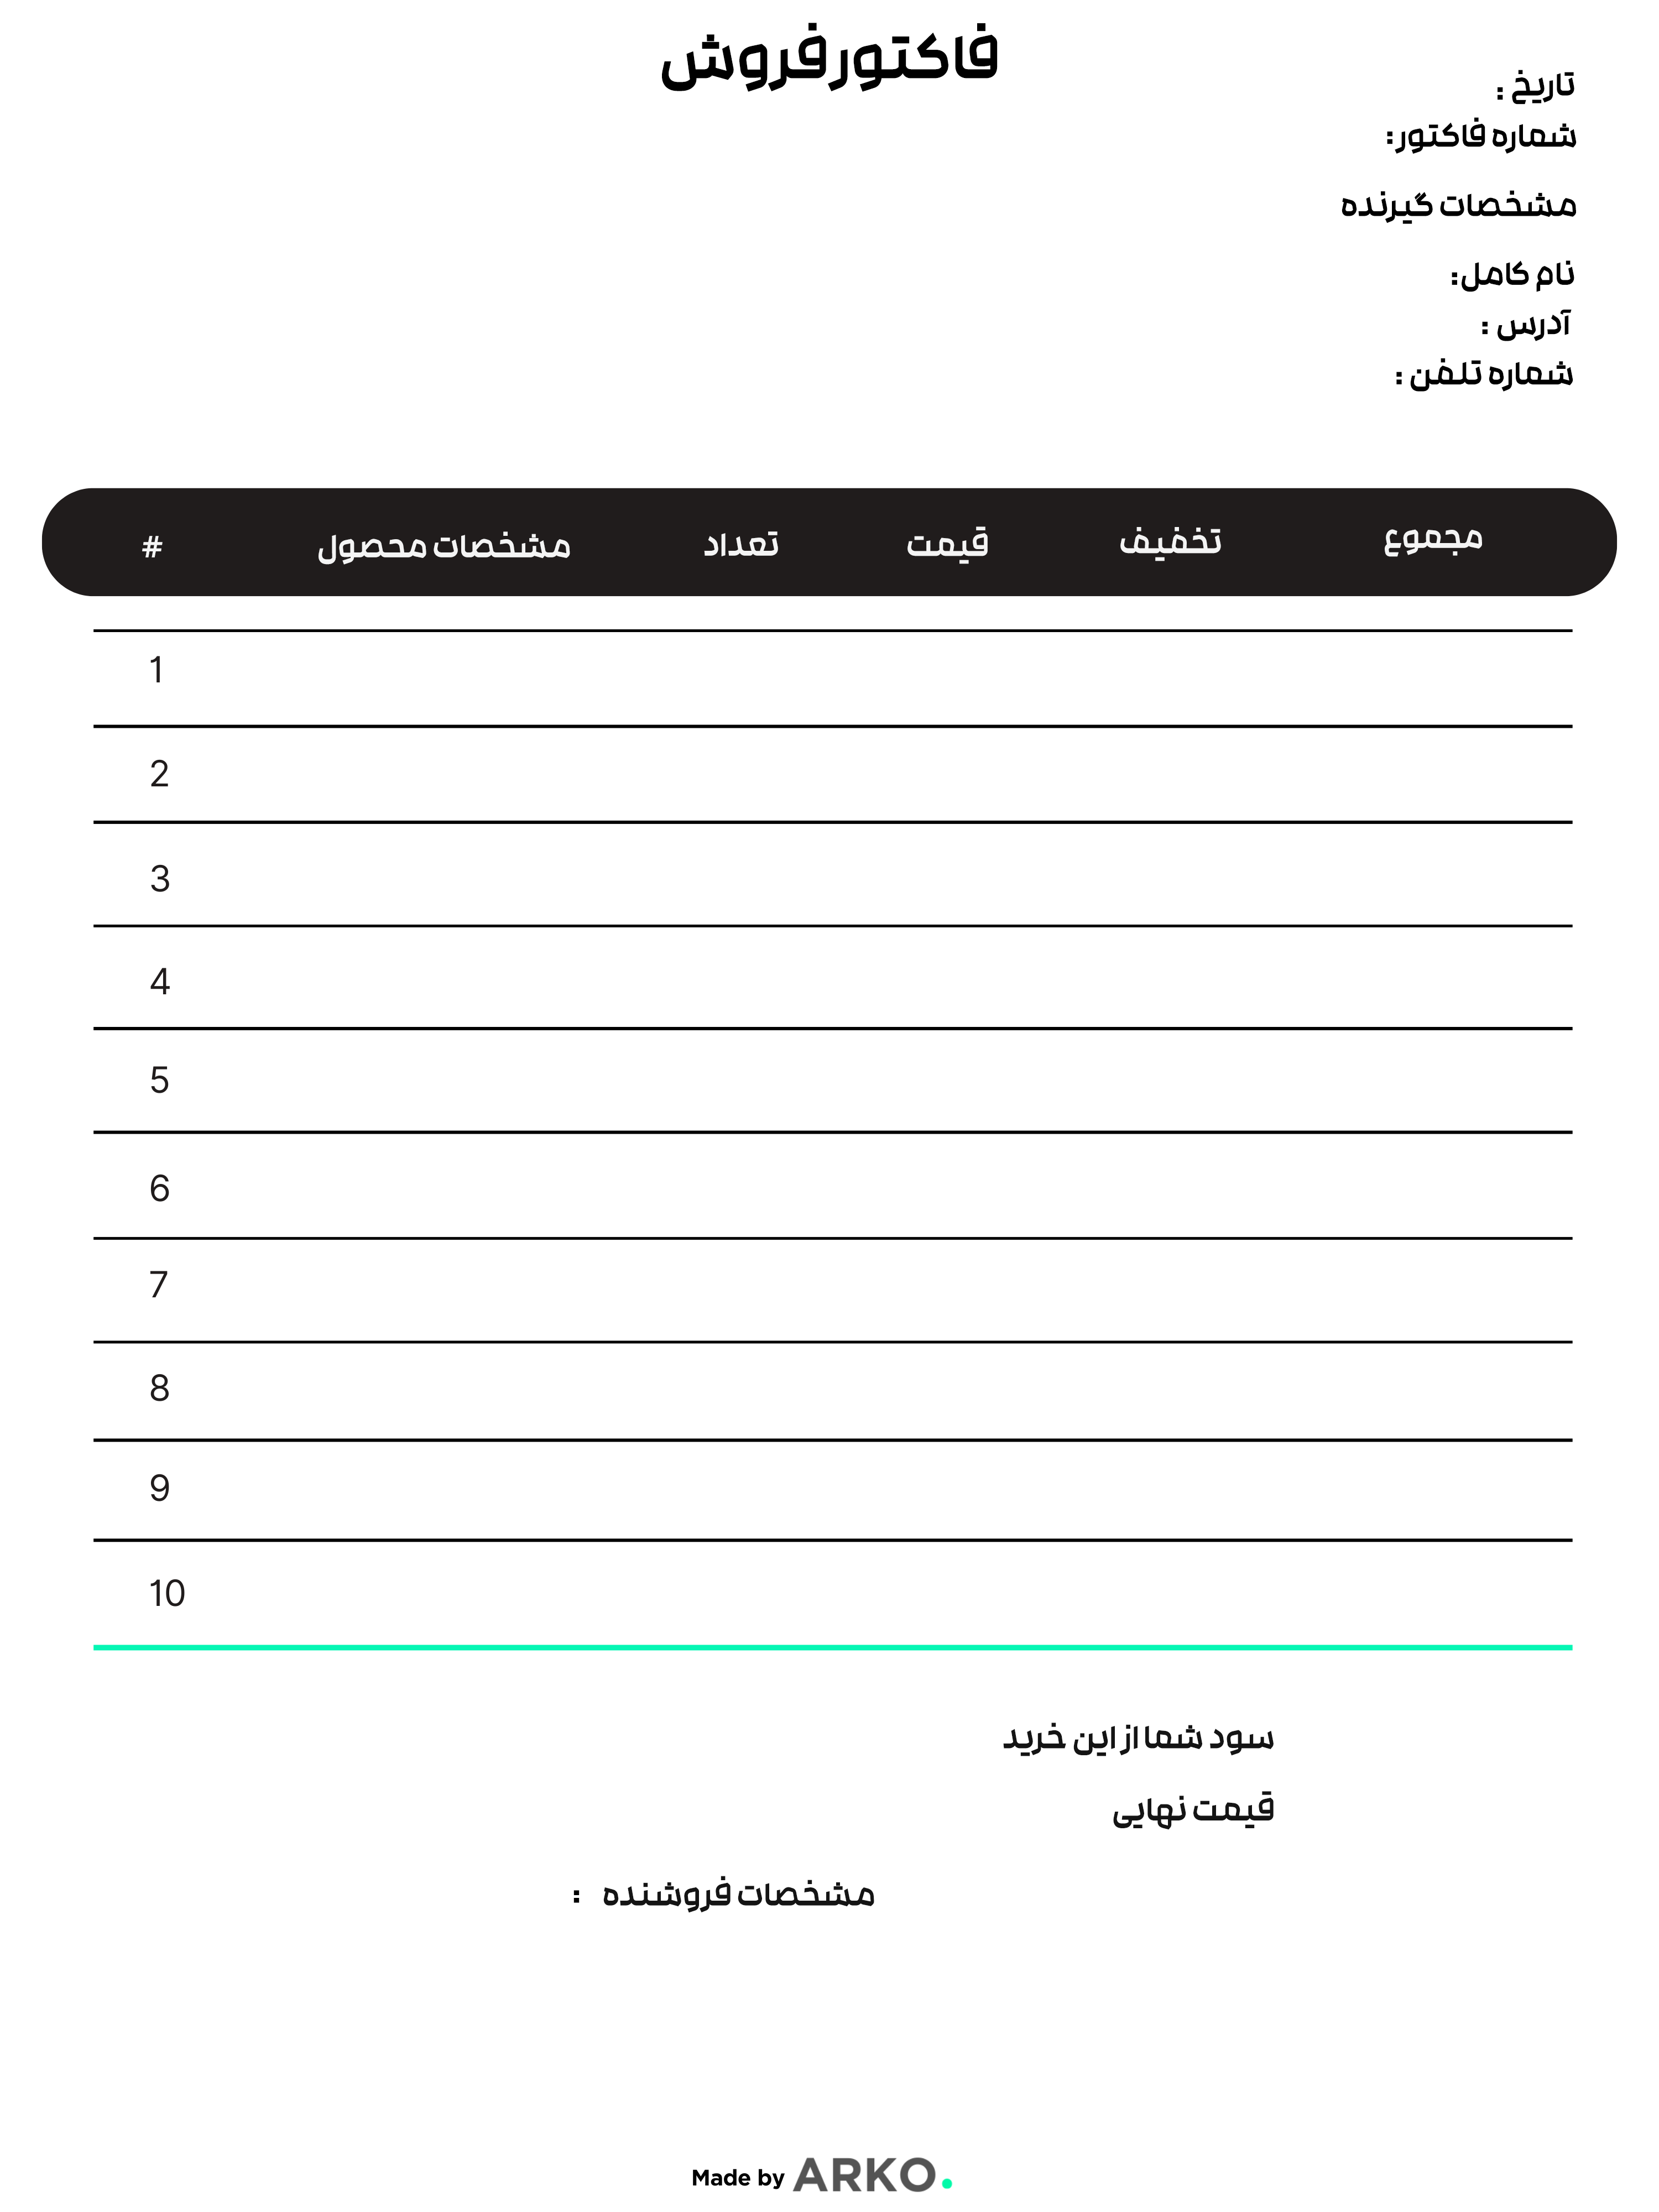 فاکتور فروش
تاریخ :
شماره فاکتور:
مشخصات گیرنده
نام کامل:
آدرس :
شماره تلفن :
# مشخصات محصول تعداد قیمت تخفیف مجموع
1
2
3
4
5
6
7
8
9
10
سود شما از این خرید
قیمت نهایی
مشخصات فروشنده :
Made by ARKO.